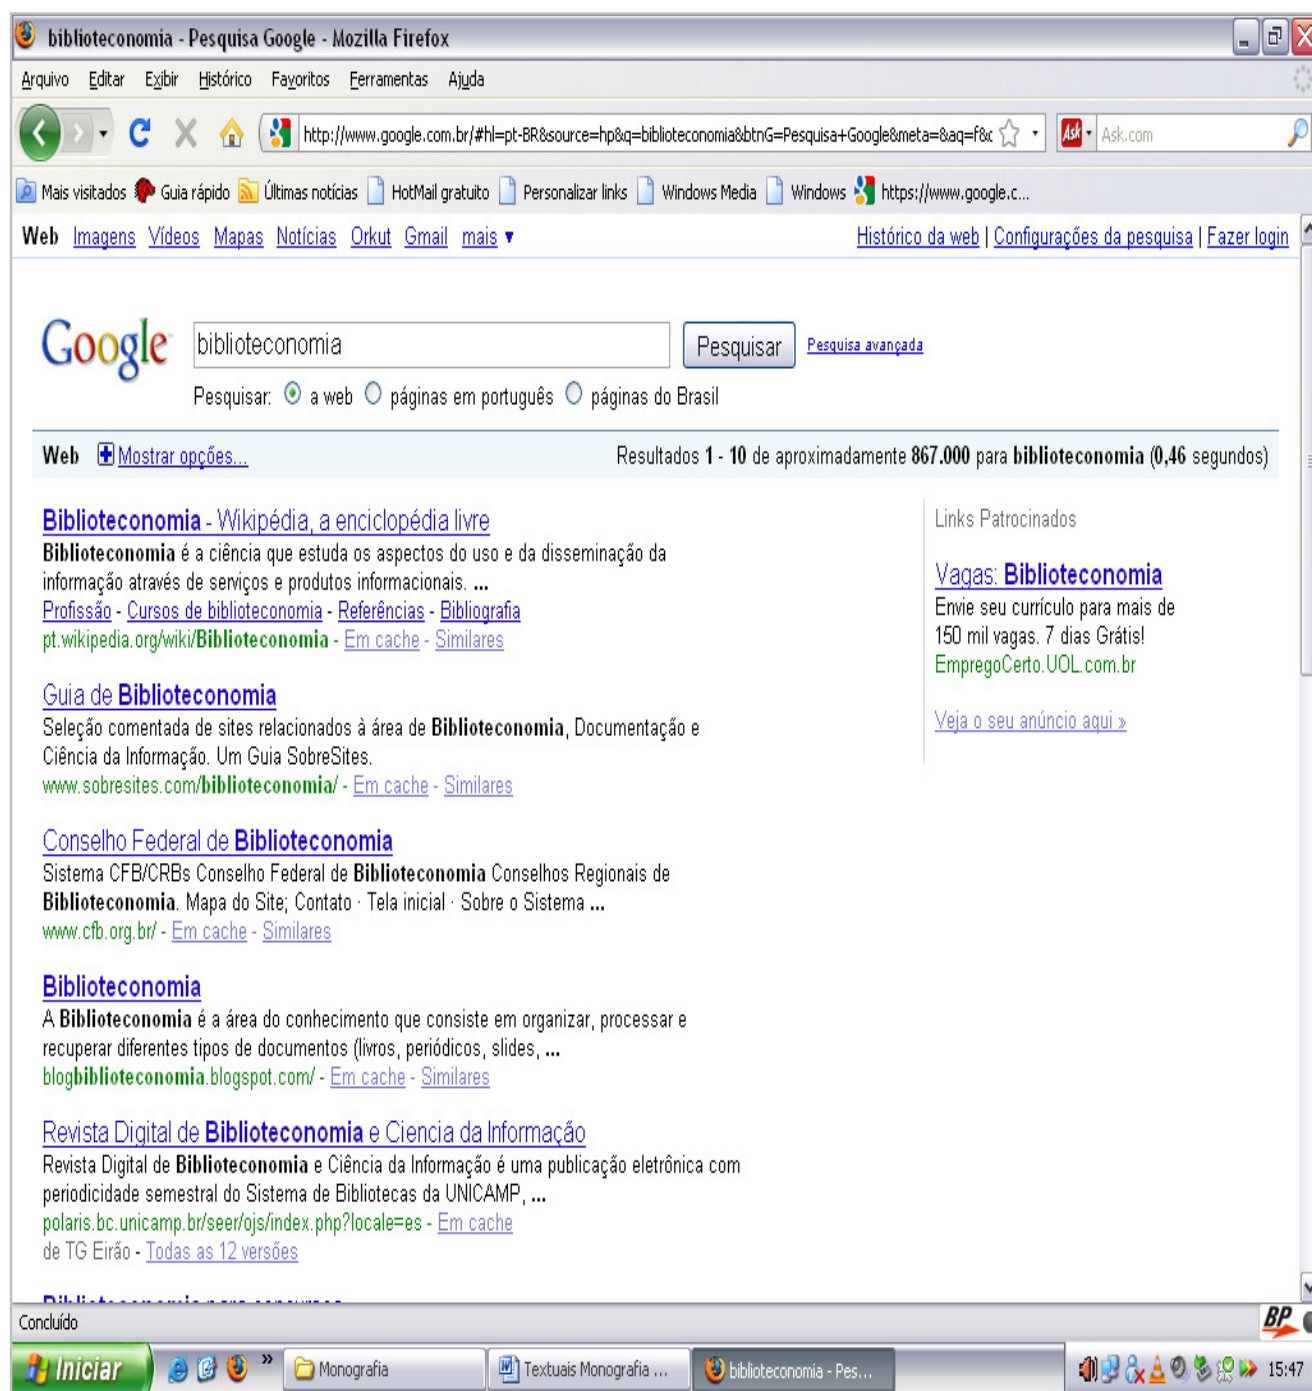 biblioteconomia - Pesquisa Google - Mozilla Firefox
Arquivo Editar Exibir Histórico Favoritos Ferramentas Ajuda
http://www.google.com.br/#hl=pt-BR&source=hp&q=biblioteconomia&btnG=Pesquisa+Google&meta=&aq=f&c Ask Ask.com
Mais visitados Guia rápido Últimas notícias HotMail gratuito Personalizar links Windows Media Windows https://www.google.c...
Web Imagens Vídeos Mapas Notícias Orkut Gmail mais ▼ Histórico da web | Configurações da pesquisa | Fazer login
Google biblioteconomia Pesquisar Pesquisa avançada
Pesquisar: a web páginas em português páginas do Brasil
Web Mostrar opções... Resultados 1 - 10 de aproximadamente 867.000 para biblioteconomia (0,46 segundos)
Biblioteconomia - Wikipédia, a enciclopédia livre
Biblioteconomia é a ciência que estuda os aspectos do uso e da disseminação da
informação através de serviços e produtos informacionais. ...
Profissão - Cursos de biblioteconomia - Referências - Bibliografia
pt.wikipedia.org/wiki/Biblioteconomia - Em cache - Similares
Guia de Biblioteconomia
Seleção comentada de sites relacionados à área de Biblioteconomia, Documentação e
Ciência da Informação. Um Guia SobreSites.
www.sobresites.com/biblioteconomia/ - Em cache - Similares
Conselho Federal de Biblioteconomia
Sistema CFB/CRBs Conselho Federal de Biblioteconomia Conselhos Regionais de
Biblioteconomia. Mapa do Site; Contato · Tela inicial · Sobre o Sistema ...
www.cfb.org.br/ - Em cache - Similares
Biblioteconomia
A Biblioteconomia é a área do conhecimento que consiste em organizar, processar e
recuperar diferentes tipos de documentos (livros, periódicos, slides, ...
blogbiblioteconomia.blogspot.com/ - Em cache - Similares
Revista Digital de Biblioteconomia e Ciencia da Informação
Revista Digital de Biblioteconomia e Ciência da Informação é uma publicação eletrônica com
periodicidade semestral do Sistema de Bibliotecas da UNICAMP, ...
polaris.bc.unicamp.br/seer/ojs/index.php?locale=es - Em cache
de TG Eirão - Todas as 12 versões
Biblioteconomia para concursos
Links Patrocinados
Vagas: Biblioteconomia
Envie seu currículo para mais de
150 mil vagas. 7 dias Grátis!
EmpregoCerto.UOL.com.br
Veja o seu anúncio aqui »
Concluído BP
Iniciar » Monografia Textuais Monografia ... biblioteconomia - Pes... 15:47